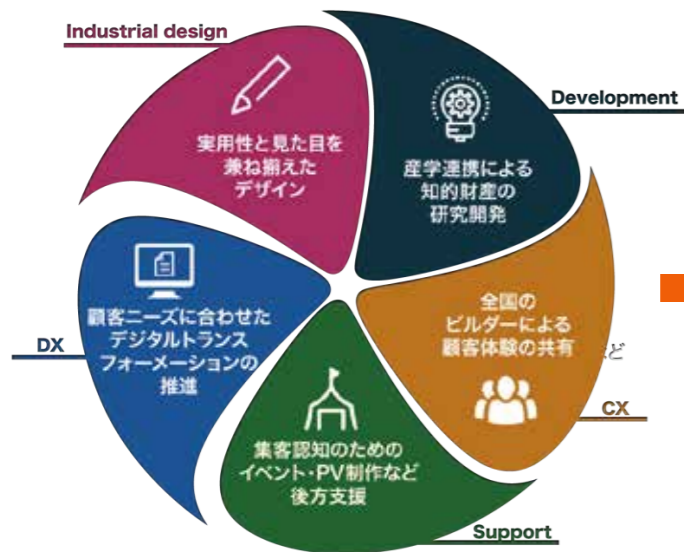 Industrial design
実用性と見た目を
兼ね揃えた
デザイン
Development
産学連携による
知的財産の
研究開発
全国の
ビルダーによる
顧客体験の共有
ど
CX
集客認知のための
イベント・PV制作など
後方支援
Support
顧客ニーズに合わせた
デジタルトランス
フォーメーションの
推進
DX